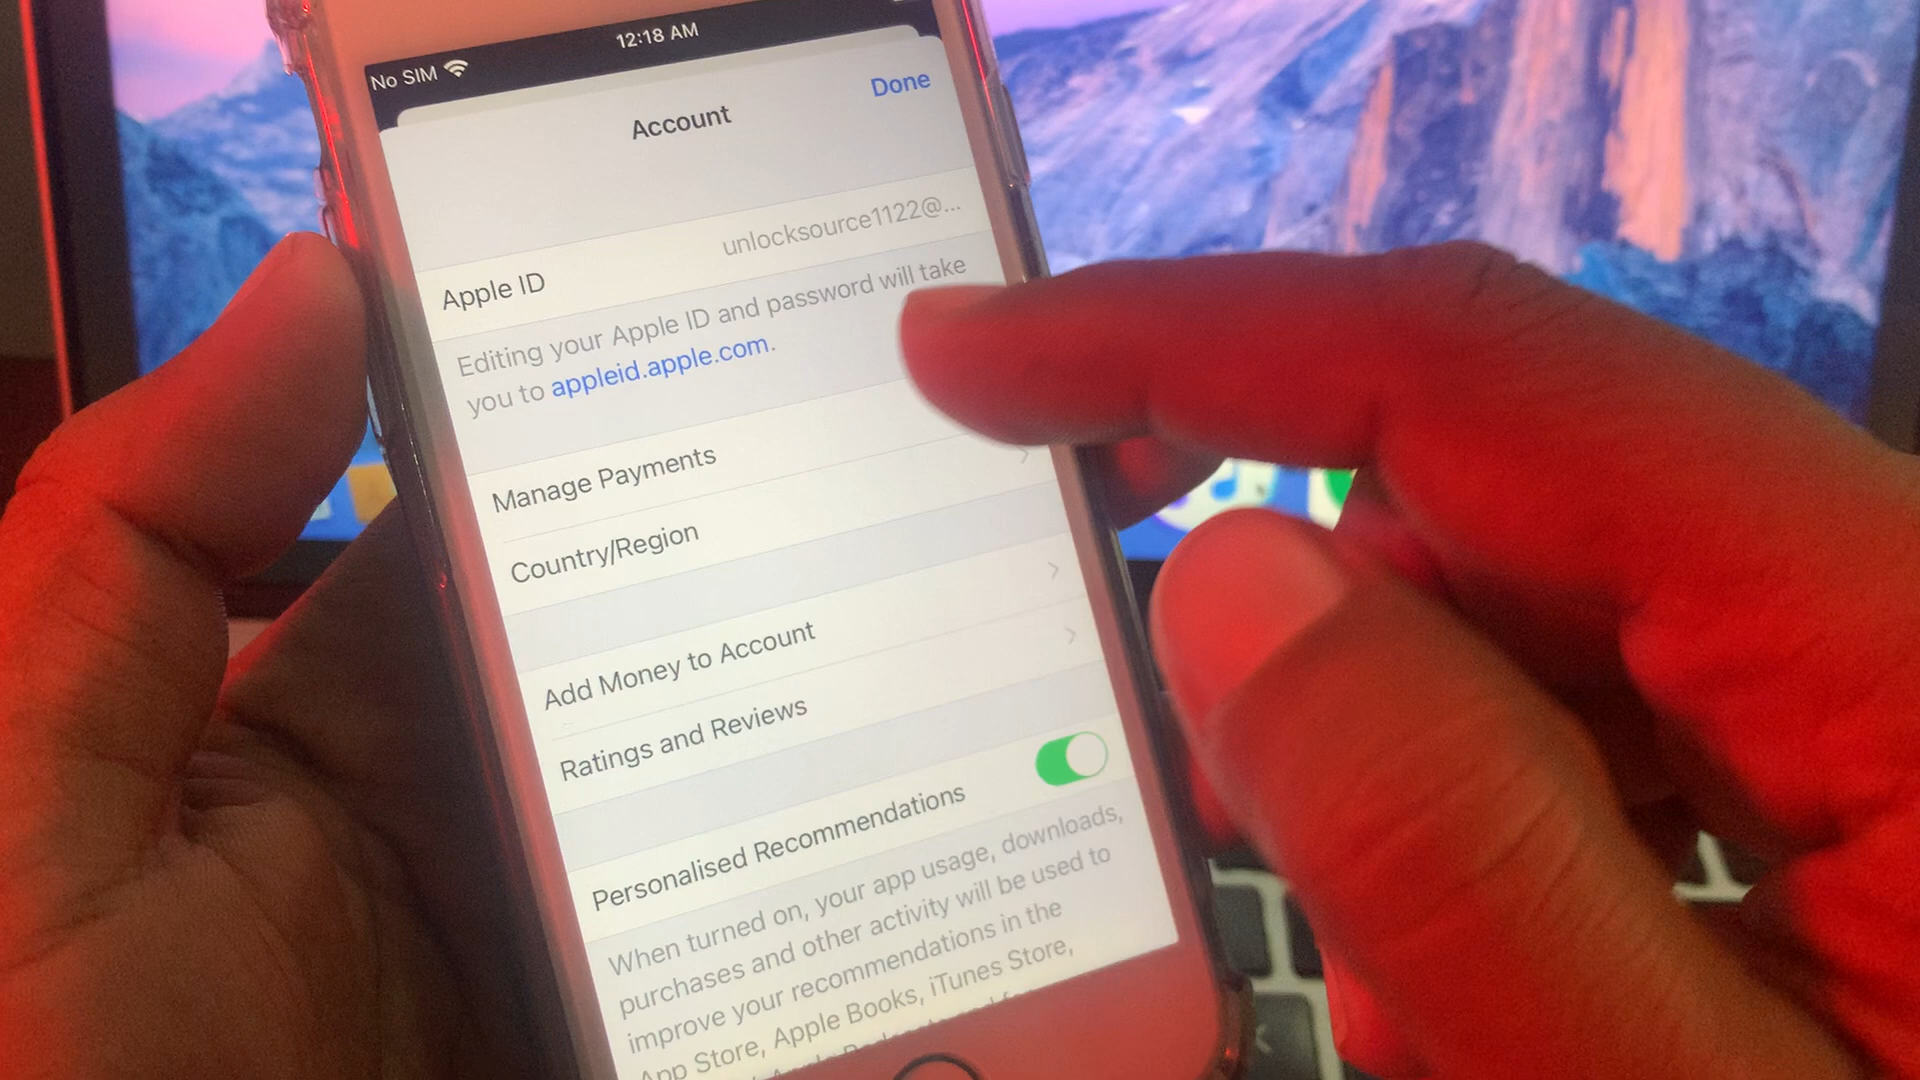 No SIM 12:18 AM
Account Done
Apple ID unlocksource1122@...
Editing your Apple ID and password will take
you to appleid.apple.com.
Manage Payments
Country/Region
Add Money to Account
Ratings and Reviews
Personalised Recommendations
When turned on, your app usage, downloads,
purchases and other activity will be used to
improve your recommendations in the
App Store, Apple Books, iTunes Store,